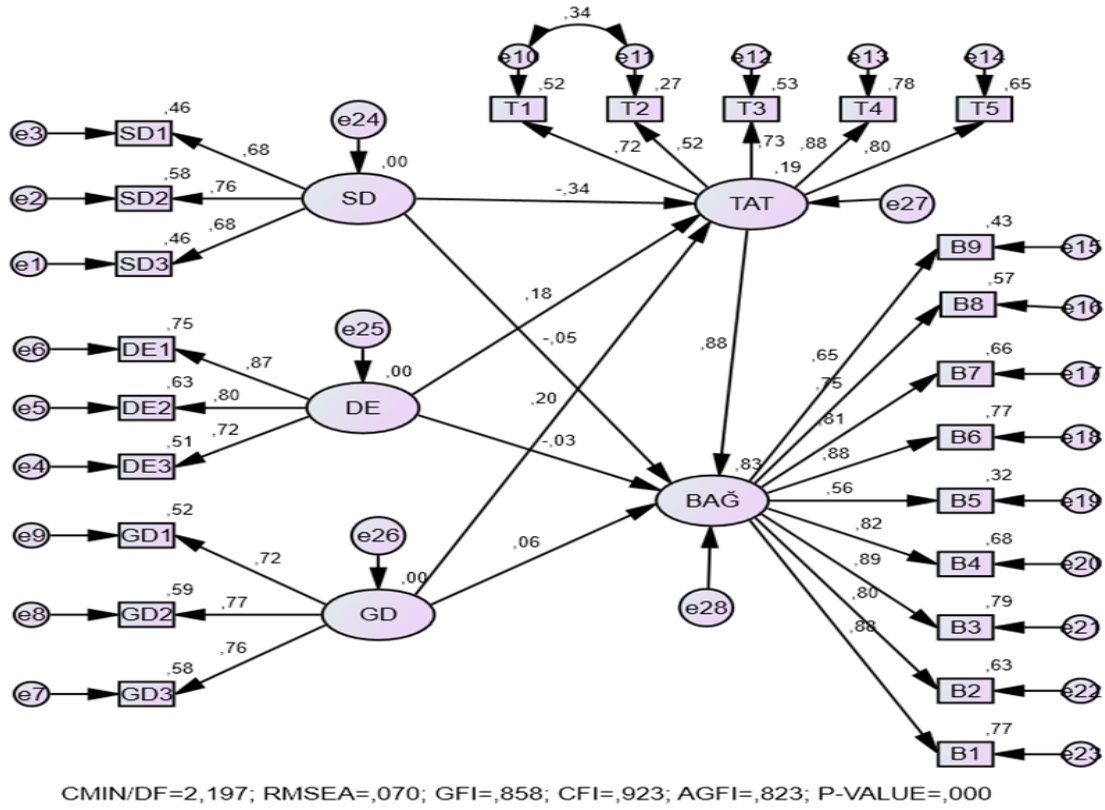 ,34
e10 e11 e12 e13 e14
,52 ,27 ,53 ,78 ,65
T1 T2 T3 T4 T5
,72 ,52 ,73 ,88 ,80
,46
e3 SD1
,68
e24
,00
,58
e2 SD2 ,76
SD
-,34
,19
TAT
e27
,46
e1 SD3 ,68
,18
-,05
,20
-,03
,06
,88
,75
e6 DE1
,87
e25
,00
,63
e5 DE2 ,80
DE
,51
e4 DE3 ,72
,52
e9 GD1
,72
e26
,00
,59
e8 GD2 ,77
GD
,58
e7 GD3 ,76
,83
BAĞ
e28
,65 B9 ,43 e15
,75 B8 ,57 e16
,81 B7 ,66 e17
,88 B6 ,77 e18
,56 B5 ,32 e19
,82 B4 ,68 e20
,89 B3 ,79 e21
,80 B2 ,63 e22
,88 B1 ,77 e23
CMIN/DF=2,197; RMSEA=,070; GFI=,858; CFI=,923; AGFI=,823; P-VALUE=,000